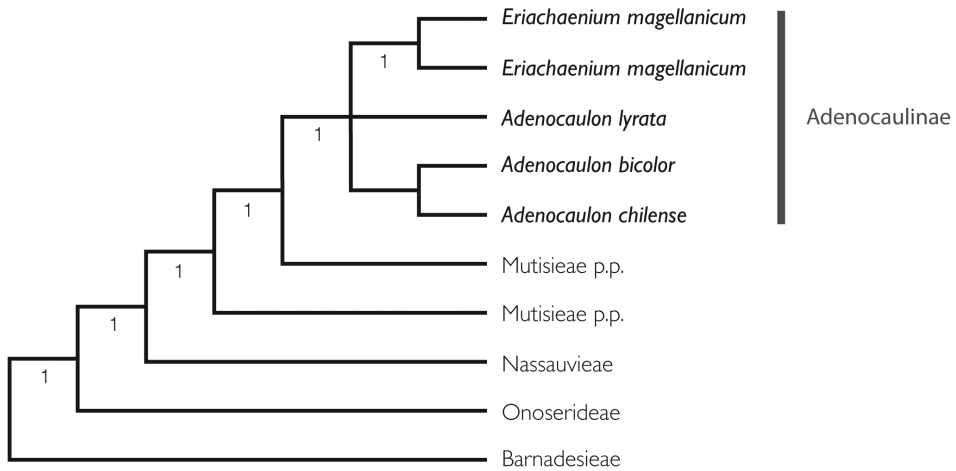 Eriachaenium magellanicum
1
Eriachaenium magellanicum
Adenocaulon lyrata
Adenocaulinae
1
Adenocaulon bicolor
1
Adenocaulon chilense
1
Mutisieae p.p.
1
Mutisieae p.p.
Nassauvieae
1
Onoserideae
Barnadesieae